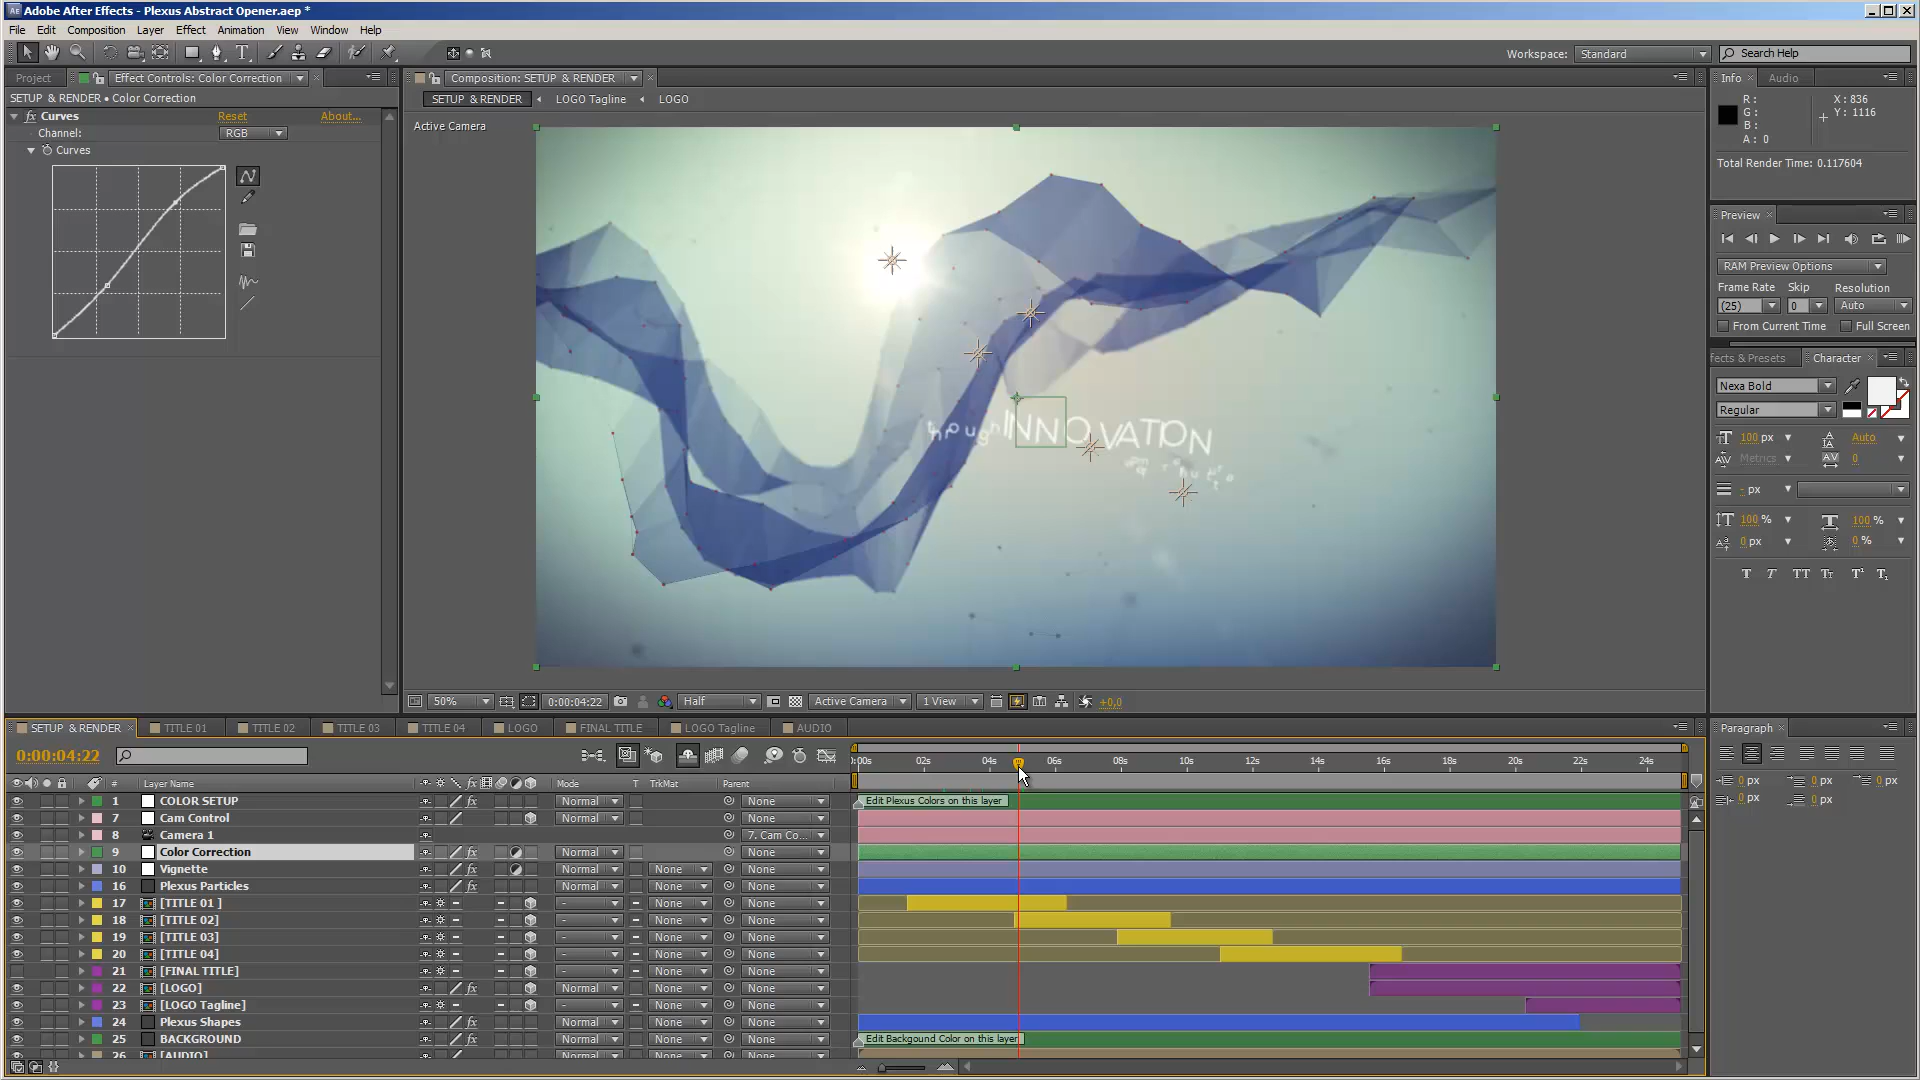 Adobe After Effects - Plexus Abstract Opener.aep *
File Edit Composition Layer Effect Animation View Window Help
Workspace: Standard Search Help
Project Effect Controls: Color Correction
SETUP & RENDER • Color Correction
Curves Reset About...
Channel: RGB
Curves
Composition: SETUP & RENDER
SETUP & RENDER LOGO Tagline LOGO
Active Camera
through INNOVATION
50% 0:00:04:22 Half Active Camera 1 View +0,0
Info Audio
R: X: 836
G: Y: 1116
B:
A: 0
Total Render Time: 0.117604
Preview
RAM Preview Options
Frame Rate Skip Resolution
(25) 0 Auto
From Current Time Full Screen
fects & Presets Character
Nexa Bold
Regular
100 px Auto
Metrics 0
- px
100 % 100 %
0 px 0 %
T T TT Tт T¹ T₁
Paragraph
0 px 0 px 0 px
0 px 0 px
SETUP & RENDER TITLE 01 TITLE 02 TITLE 03 TITLE 04 LOGO FINAL TITLE LOGO Tagline AUDIO
0:00:04:22
):00s 02s 04s 06s 08s 10s 12s 14s 16s 18s 20s 22s 24s
# Layer Name Mode T TrkMat Parent
1 COLOR SETUP Normal None Edit Plexus Colors on this layer
7 Cam Control Normal None
8 Camera 1 7. Cam Co...
9 Color Correction Normal None
10 Vignette Normal None None
16 Plexus Particles Normal None None
17 [TITLE 01 ] - None None
18 [TITLE 02] - None None
19 [TITLE 03] - None None
20 [TITLE 04] - None None
21 [FINAL TITLE] - None None
22 [LOGO] Normal None None
23 [LOGO Tagline] - None None
24 Plexus Shapes Normal None None
25 BACKGROUND Normal None None Edit Backgound Color on this layer
26 [AUDIO] None